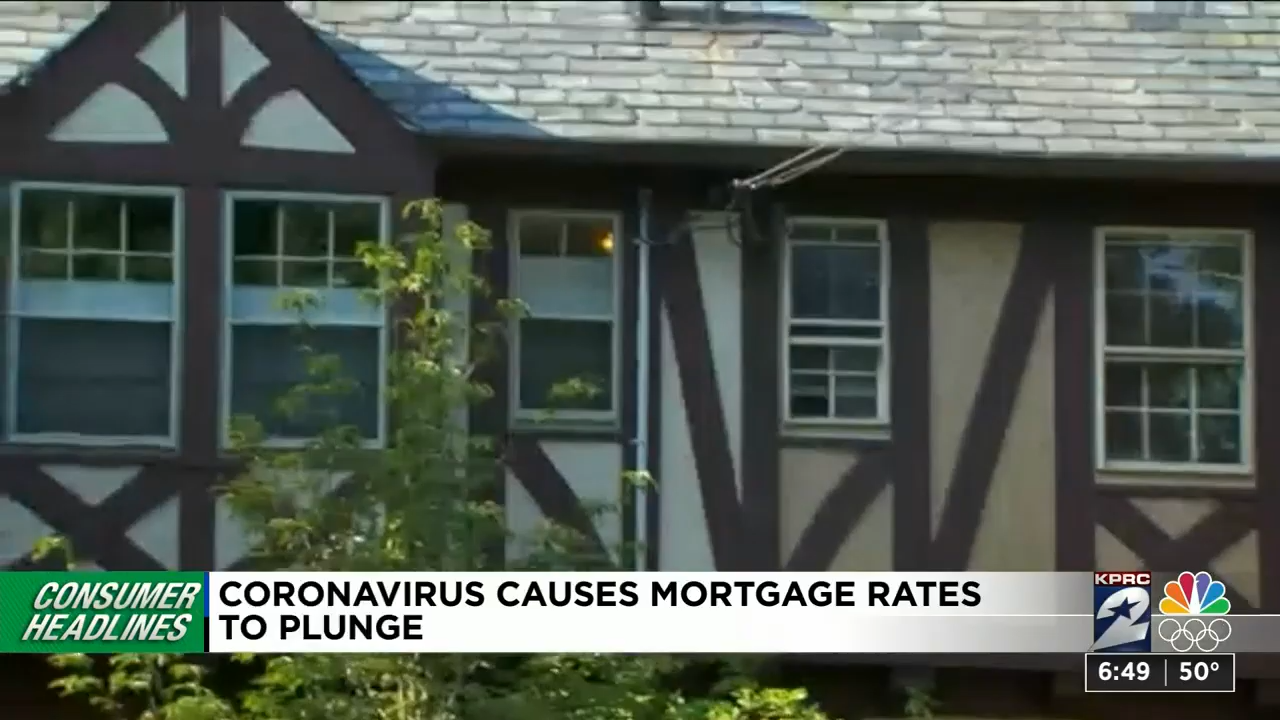 CONSUMER
HEADLINES
CORONAVIRUS CAUSES MORTGAGE RATES
TO PLUNGE
KPRC
2
6:49 50°